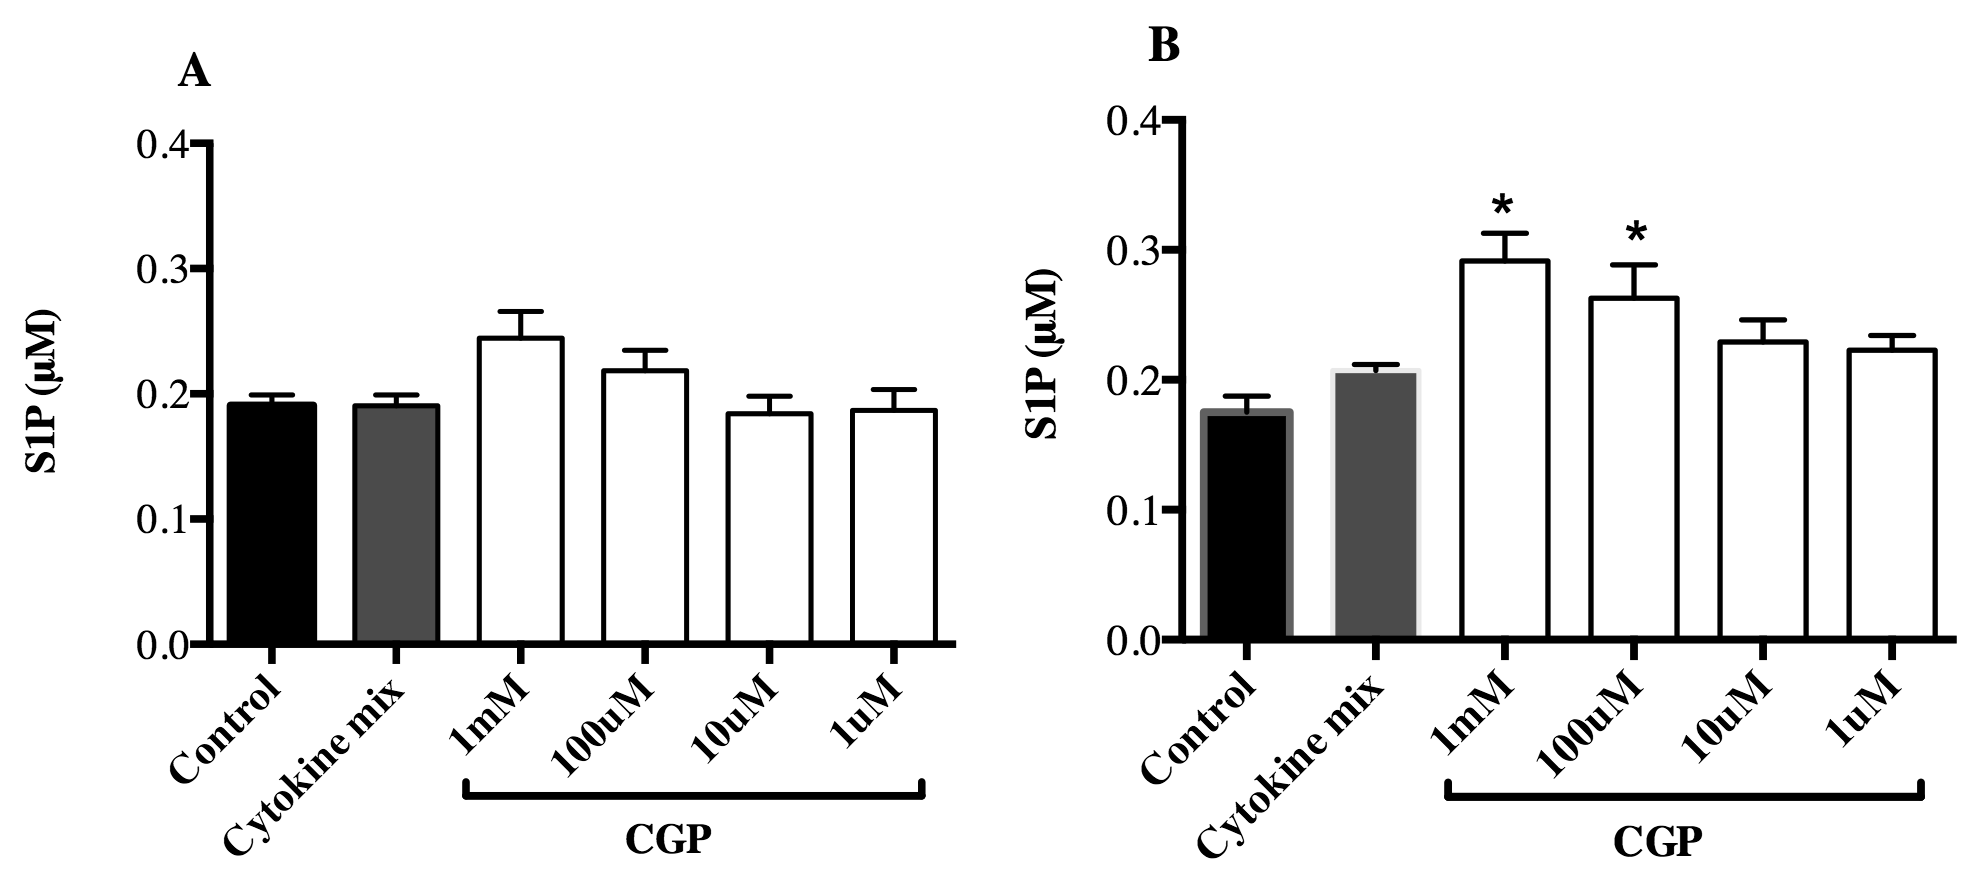 A
0.4
0.3
0.2
0.1
0.0
S1P (µM)
Control
Cytokine mix
1mM
100uM
10uM
1uM
CGP
B
*
*
0.4
0.3
0.2
0.1
0.0
S1P (µM)
Control
Cytokine mix
1mM
100uM
10uM
1uM
CGP